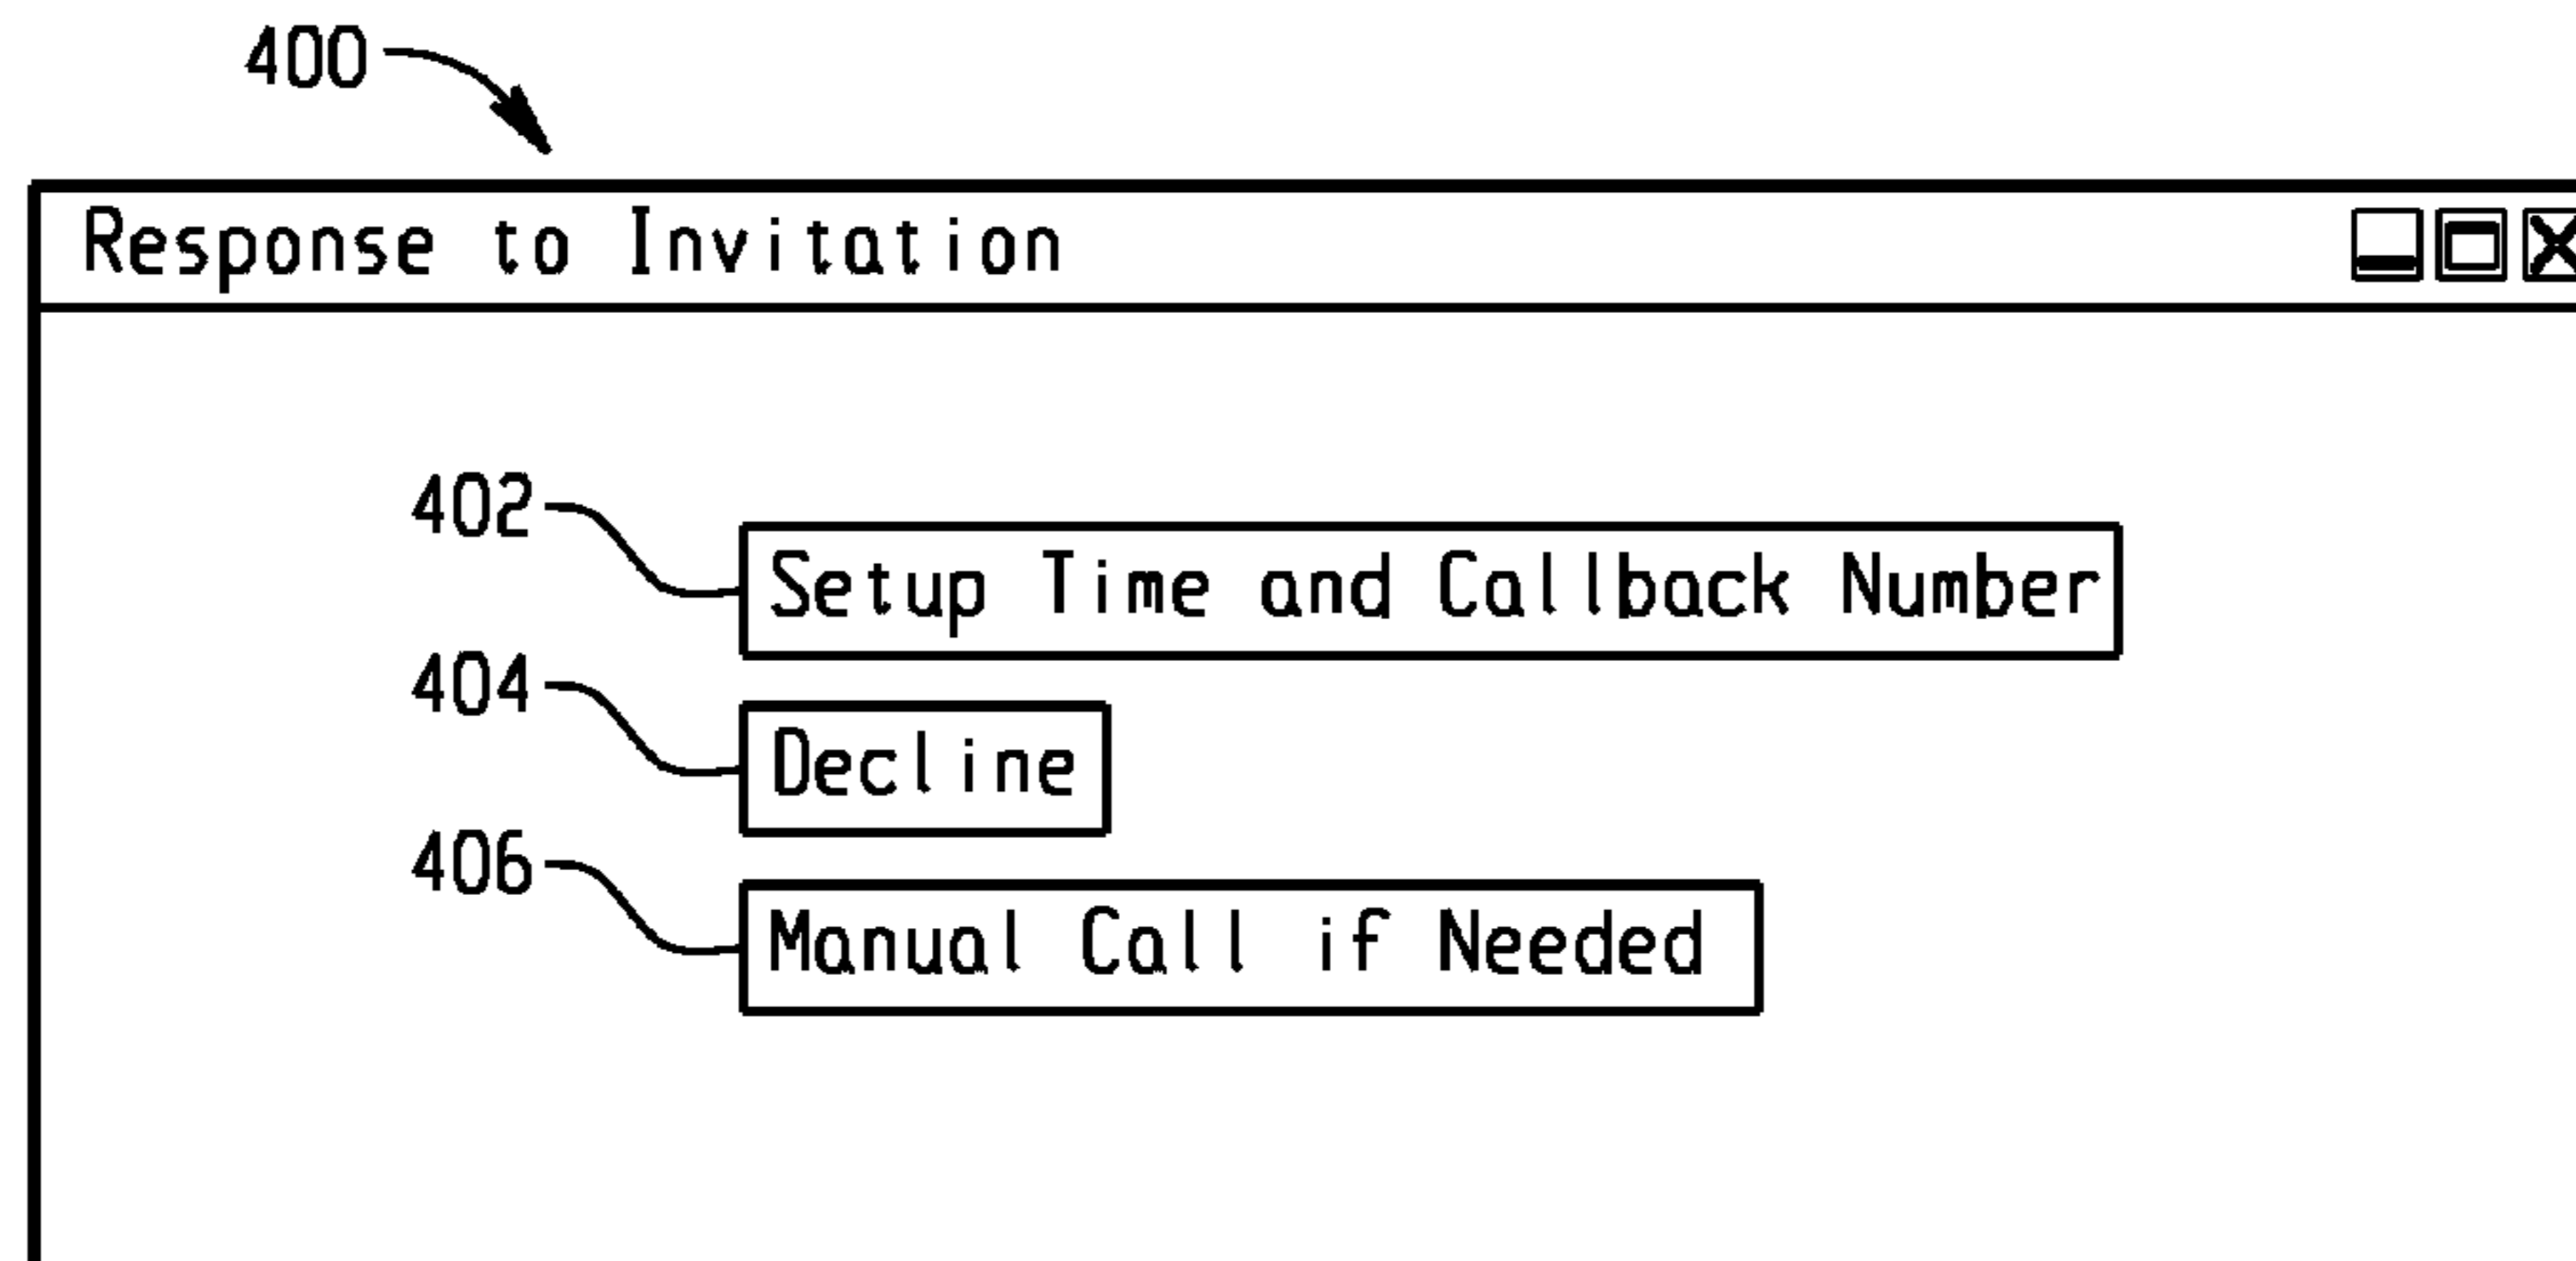 400
Response to Invitation
402
Setup Time and Callback Number
404
Decline
406
Manual Call if Needed